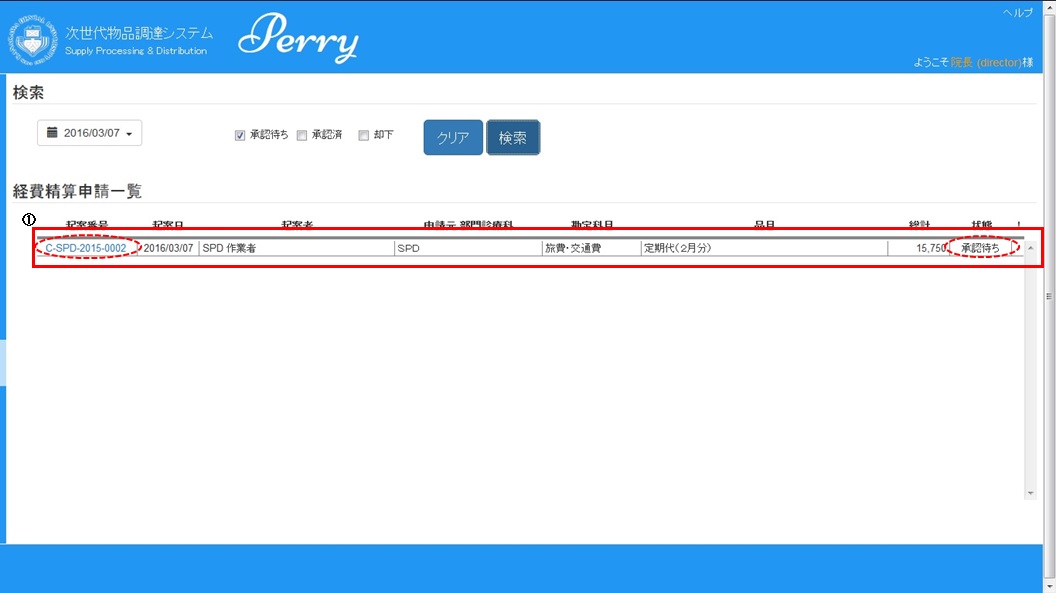 ヘルプ
次世代物品調達システム
Supply Processing & Distribution
Perry
ようこそ院長 (director)様
検索
2016/03/07
承認待ち
承認済
却下
クリア
検索
経費精算申請一覧
①
起案番号 起案日 起案者 申請元 部門診療科 勘定科目 品目 総計 状態 !
C-SPD-2015-0002 2016/03/07 SPD 作業者 SPD 旅費・交通費 定期代(2月分) 15,750 承認待ち